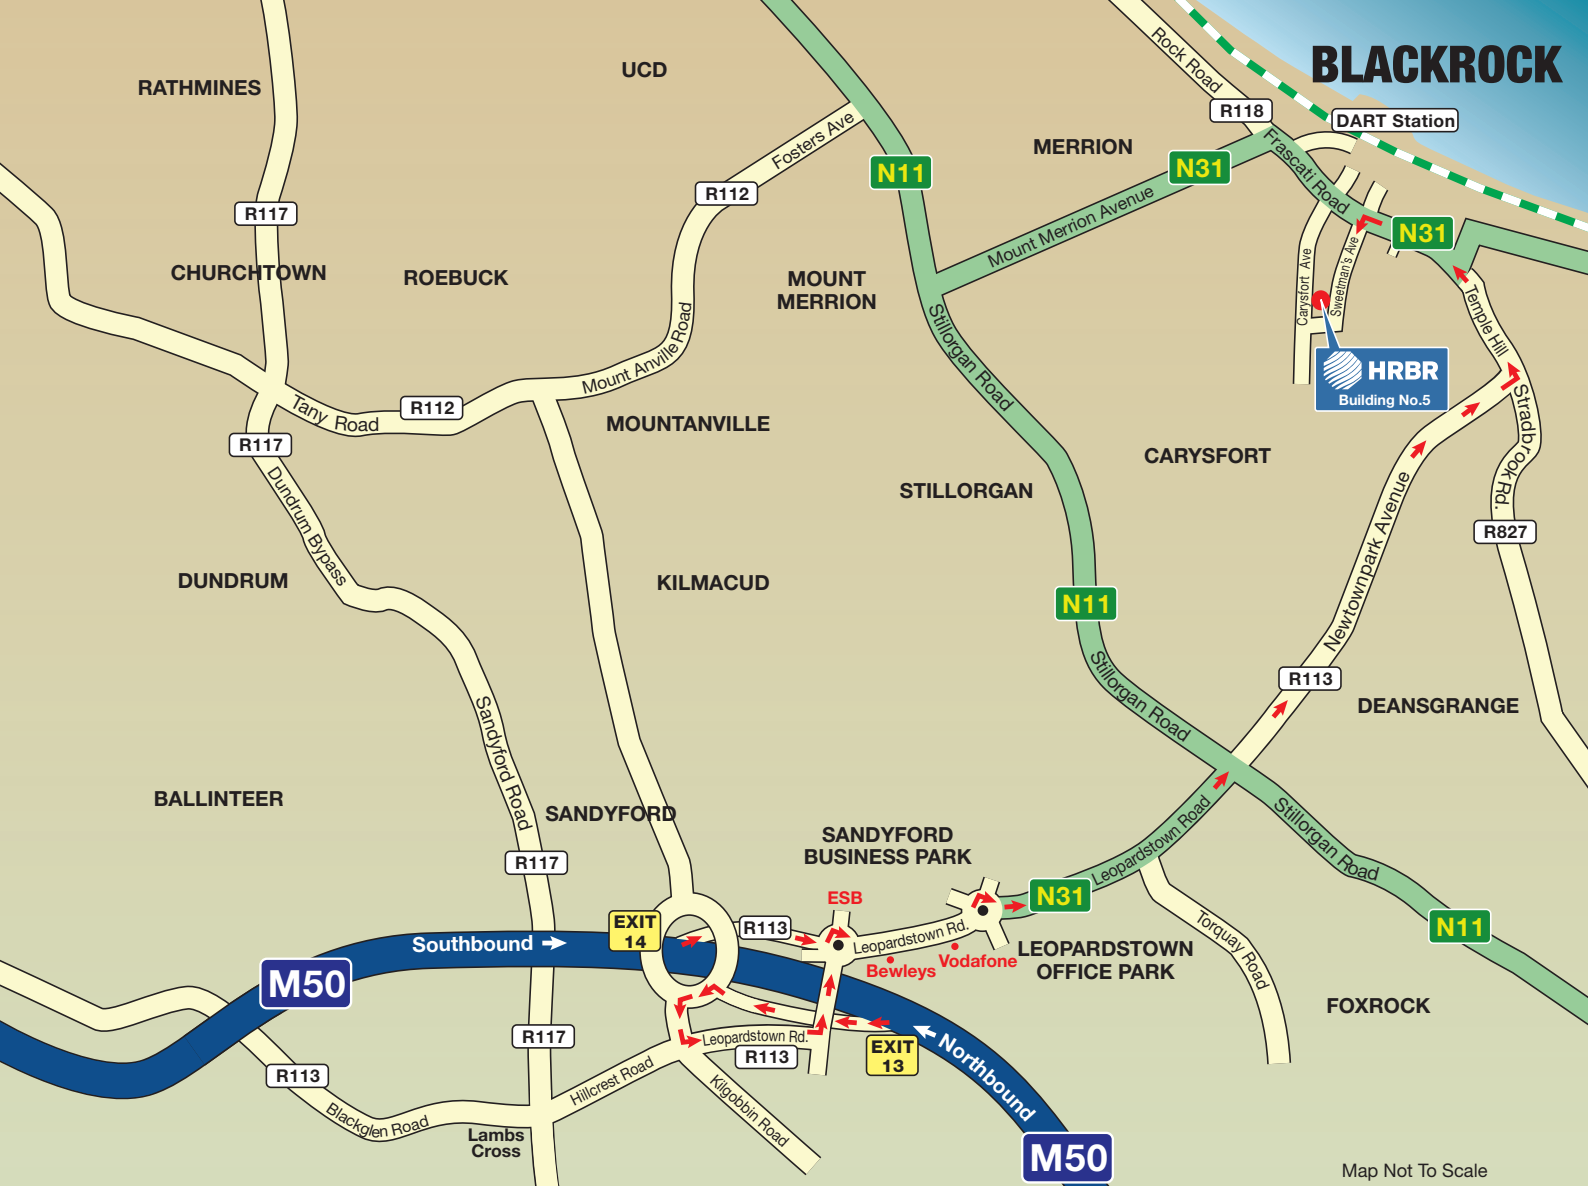 BLACKROCK
Rock Road
UCD
RATHMINES
R118
DART Station
Fosters Ave
MERRION
Frascati Road
N31
N11
R112
R117
Mount Merrion Avenue
N31
CHURCHTOWN
ROEBUCK
MOUNT
MERRION
Carysfort Ave
Sweetman's Ave
Temple Hill
Mount Anville Road
Stillorgan Road
HRBR
Building No.5
Tany Road
R112
MOUNTANVILLE
R117
Stradbrook Rd.
CARYSFORT
STILLORGAN
Dundrum Bypass
R827
Newtownpark Avenue
DUNDRUM
KILMACUD
N11
Stillorgan Road
R113
DEANSGRANGE
Sandyford Road
BALLINTEER
SANDYFORD
SANDYFORD
BUSINESS PARK
Leopardstown Road
Stillorgan Road
R117
ESB
N31
EXIT
14
R113
Leopardstown Rd.
N11
Southbound
Bewleys
Vodafone
LEOPARDSTOWN
OFFICE PARK
Torquay Road
M50
FOXROCK
R117
Leopardstown Rd.
R113
EXIT
13
Northbound
R113
Hillcrest Road
Kilgobbin Road
Blackglen Road
Lambs
Cross
M50
Map Not To Scale